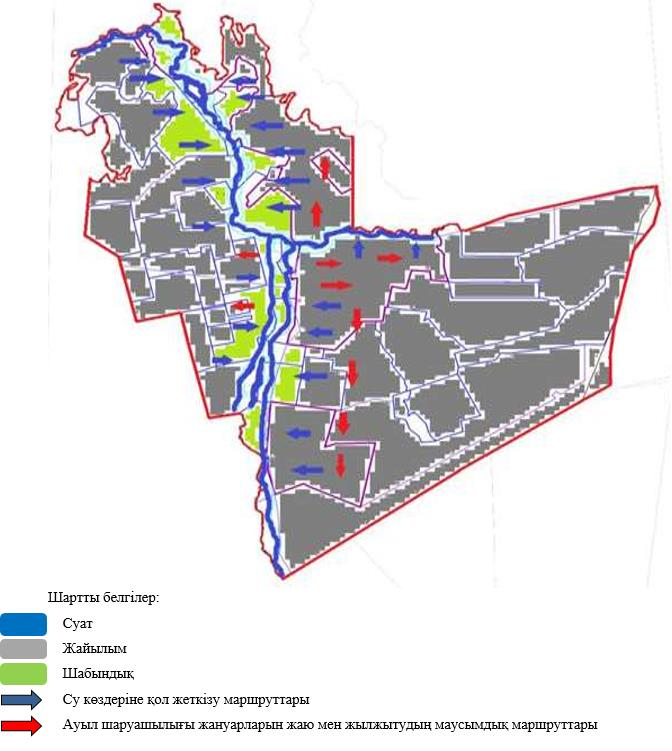 Шартты белгілер:
Суат
Жайылым
Шабындық
Су көздеріне қол жеткізу маршруттары
Ауыл шаруашылығы жануарларын жаю мен жылжытудың маусымдық маршруттары